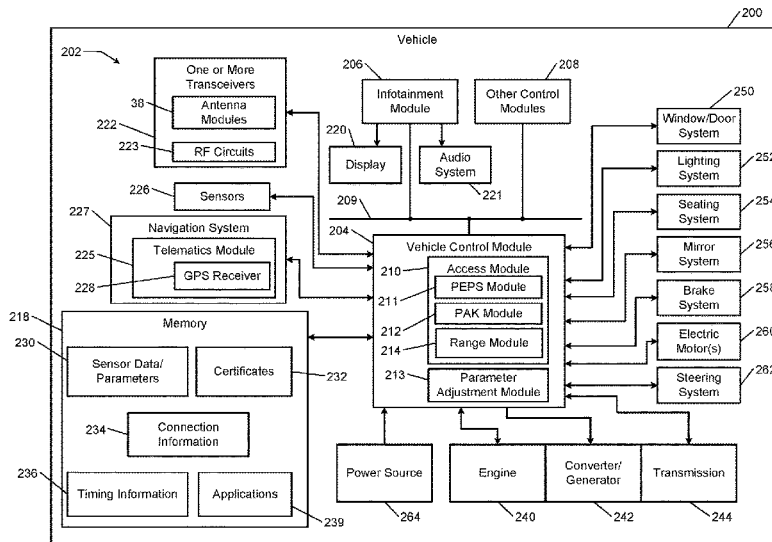 200
Vehicle
202
One or More
Transceivers
38
Antenna
Modules
222
223
RF Circuits
206
Infotainment
Module
208
Other Control
Modules
220
Display
Audio
System
221
226
Sensors
227
Navigation System
225
Telematics Module
228
GPS Receiver
209
204
Vehicle Control Module
210
Access Module
211
PEPS Module
212
PAK Module
214
Range Module
213
Parameter
Adjustment Module
250
Window/Door
System
252
Lighting
System
254
Seating
System
256
Mirror
System
258
Brake
System
260
Electric
Motor(s)
262
Steering
System
218
Memory
230
Sensor Data/
Parameters
Certificates
232
234
Connection
Information
236
Timing Information
Applications
239
Power Source
264
Engine
240
Converter/
Generator
242
Transmission
244